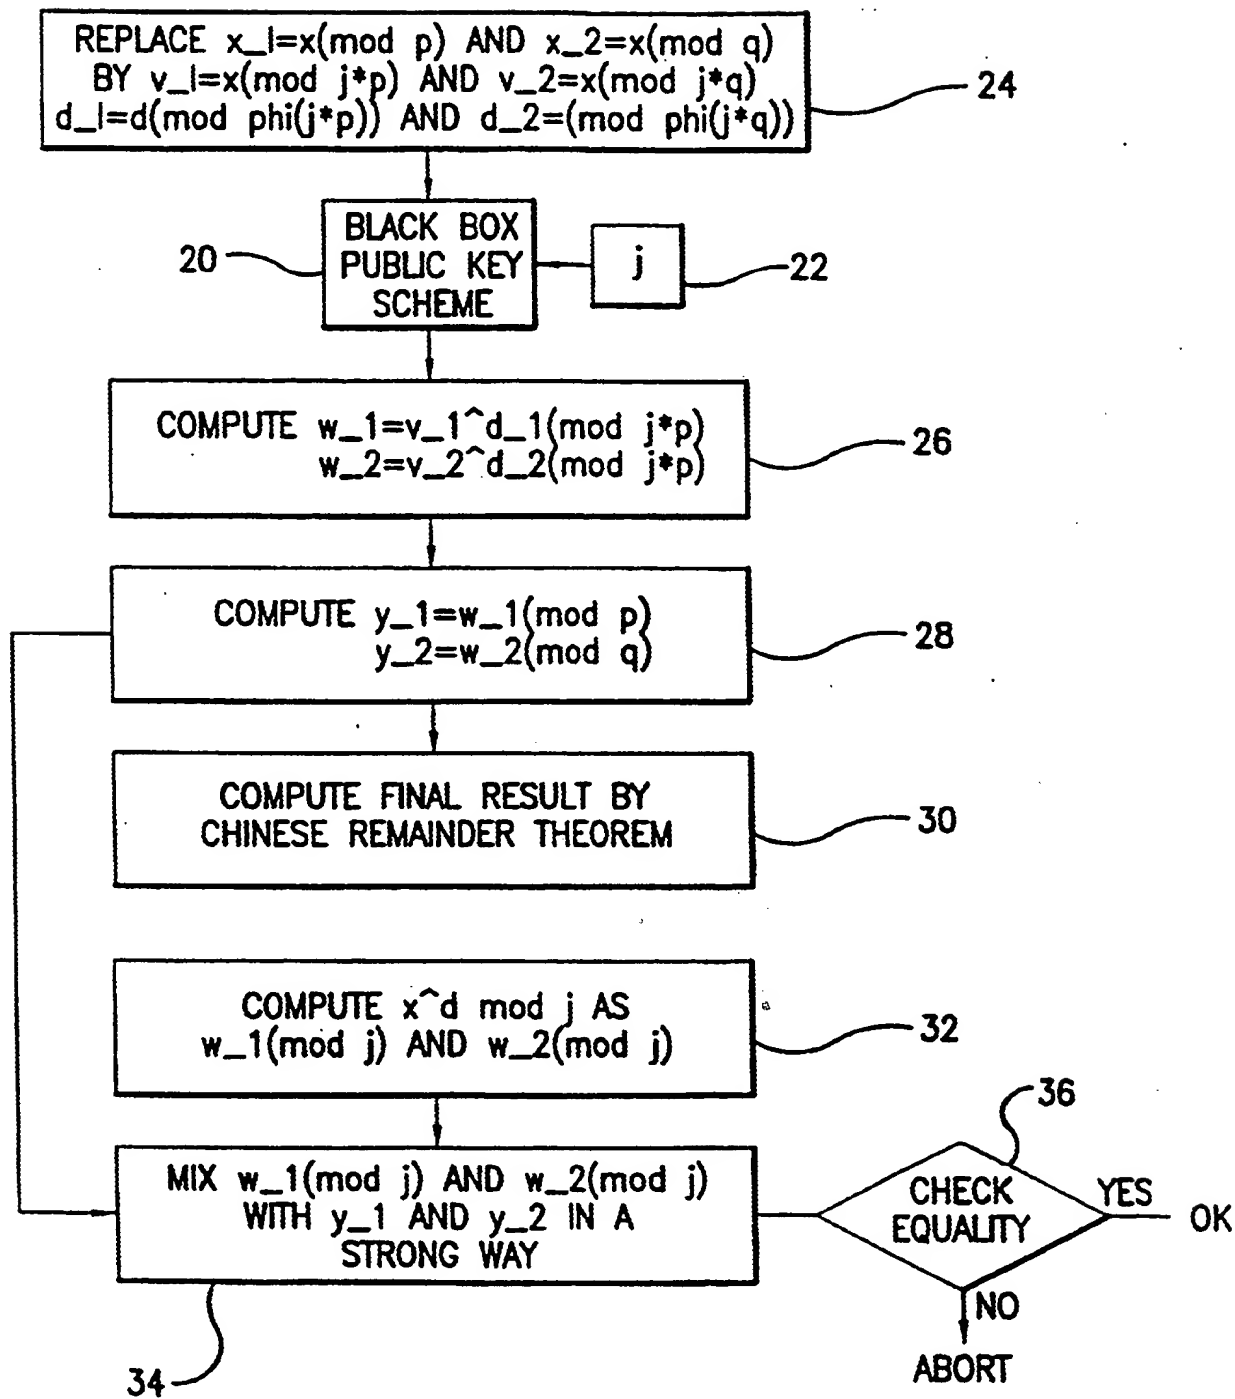 REPLACE x_l=x(mod p) AND x_2=x(mod q)
BY v_l=x(mod j*p) AND v_2=x(mod j*q)
d_l=d(mod phi(j*p)) AND d_2=(mod phi(j*q))
24
BLACK BOX
PUBLIC KEY
SCHEME
20
j
22
COMPUTE w_1=v_1^d_1(mod j*p)
w_2=v_2^d_2(mod j*p)
26
COMPUTE y_1=w_1(mod p)
y_2=w_2(mod q)
28
COMPUTE FINAL RESULT BY
CHINESE REMAINDER THEOREM
30
COMPUTE x^d mod j AS
w_1(mod j) AND w_2(mod j)
32
MIX w_1(mod j) AND w_2(mod j)
WITH y_1 AND y_2 IN A
STRONG WAY
34
36
CHECK
EQUALITY
YES
OK
NO
ABORT